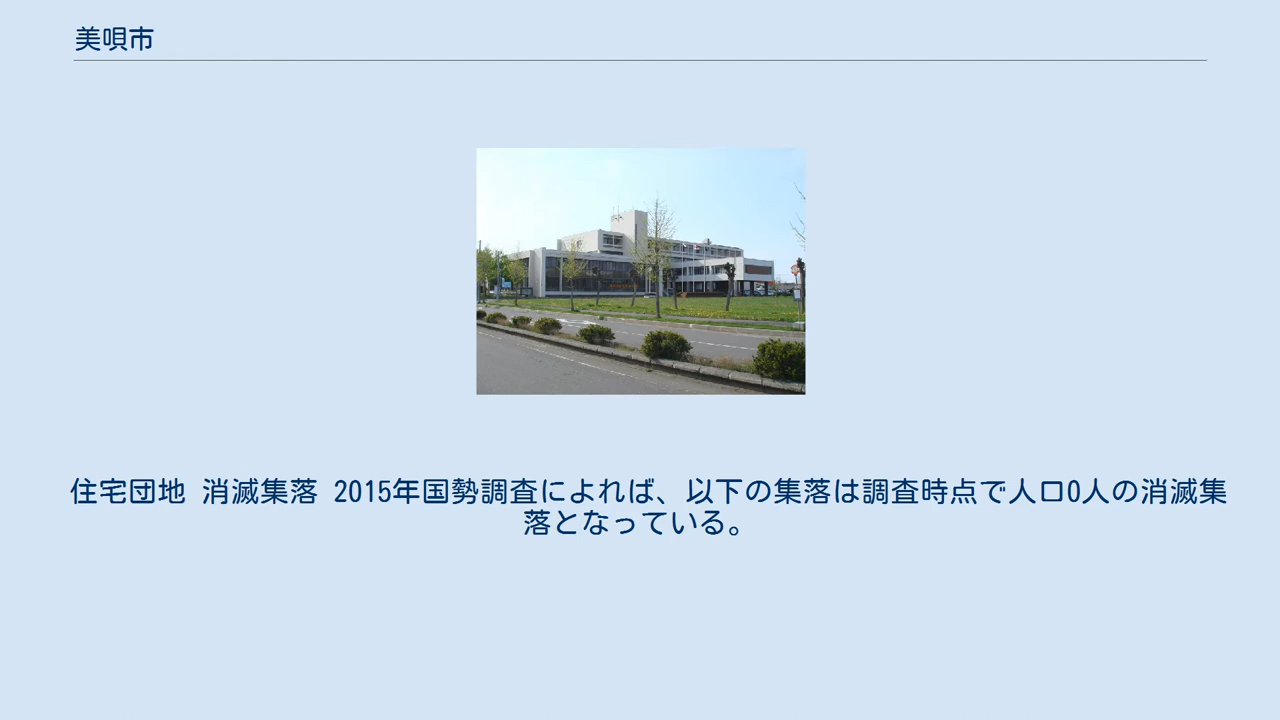 美唄市
住宅団地 消滅集落 2015年国勢調査によれば、以下の集落は調査時点で人口0人の消滅集
落となっている。